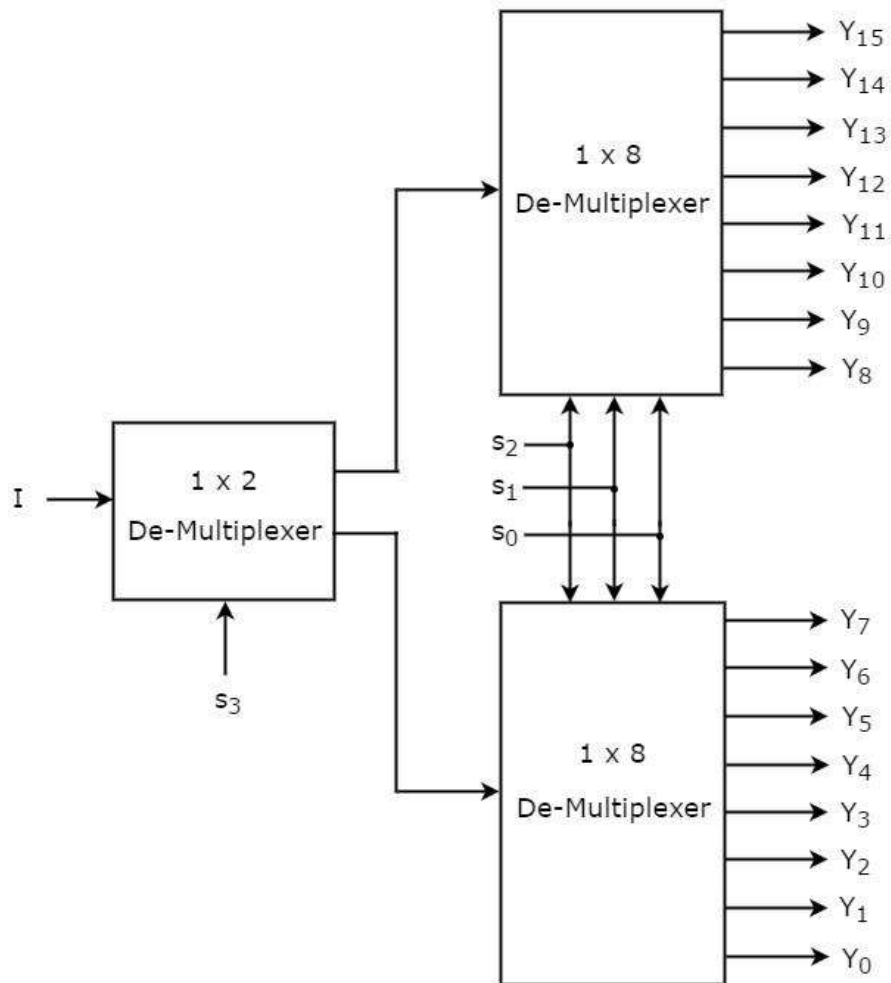 Y₁₅
Y₁₄
Y₁₃
1 x 8
Y₁₂
De-Multiplexer
Y₁₁
Y₁₀
Y₉
Y₈
s₂
1 x 2
s₁
I
De-Multiplexer
s₀
Y₇
Y₆
s₃
Y₅
1 x 8
Y₄
De-Multiplexer
Y₃
Y₂
Y₁
Y₀